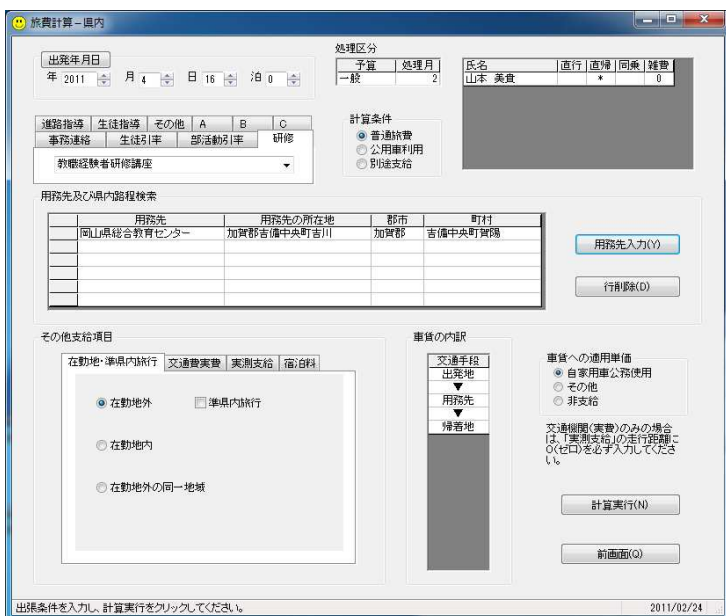 旅費計算－県内
出発年月日
年 2011 月 4 日 16 泊 0
処理区分
予算 処理月
一般 2
氏名 直行 直帰 同乗 雑費
山本 美貴 * 0
進路指導 生徒指導 その他 A B C
事務連絡 生徒引率 部活動引率 研修
教職経験者研修講座
計算条件
普通旅費
公用車利用
別途支給
用務先及び県内路程検索
用務先 用務先の所在地 郡市 町村
岡山県総合教育センター 加賀郡吉備中央町吉川 加賀郡 吉備中央町賀陽
用務先入力(Y)
行削除(D)
その他支給項目
在勤地・準県内旅行 交通費実費 実測支給 宿泊料
在勤地外 準県内旅行
在勤地内
在勤地外の同一地域
車賃の内訳
交通手段
出発地
▼
用務先
▼
帰着地
車賃への適用単価
自家用車公務使用
その他
非支給
交通機関(実費)のみの場合
は、「実測支給」の走行距離に
0(ゼロ)を必ず入力してくださ
い。
計算実行(N)
前画面(Q)
出張条件を入力し、計算実行をクリックしてください。 2011/02/24